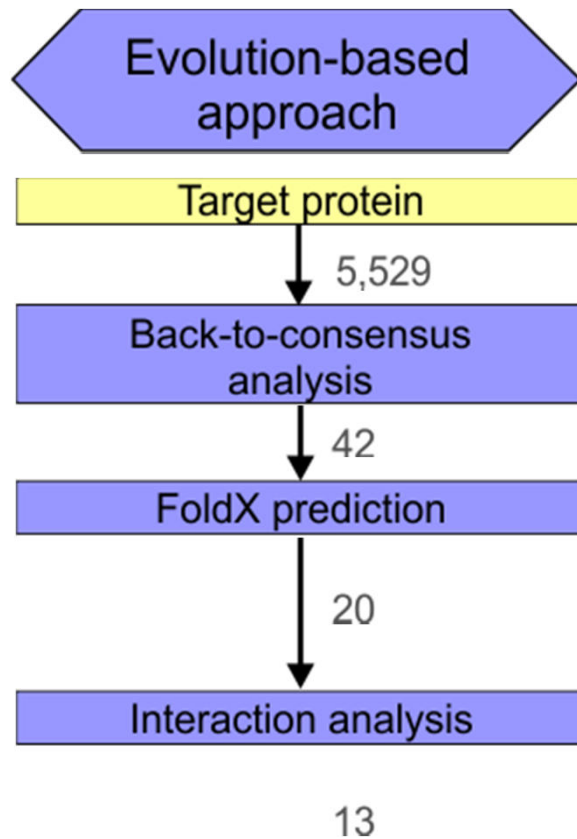 Evolution-based
approach
Target protein
5,529
Back-to-consensus
analysis
42
FoldX prediction
20
Interaction analysis
13